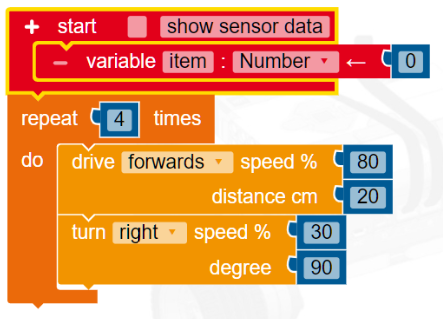 + start show sensor data
− variable item : Number ← 0
repeat 4 times
do drive forwards speed % 80
distance cm 20
turn right speed % 30
degree 90